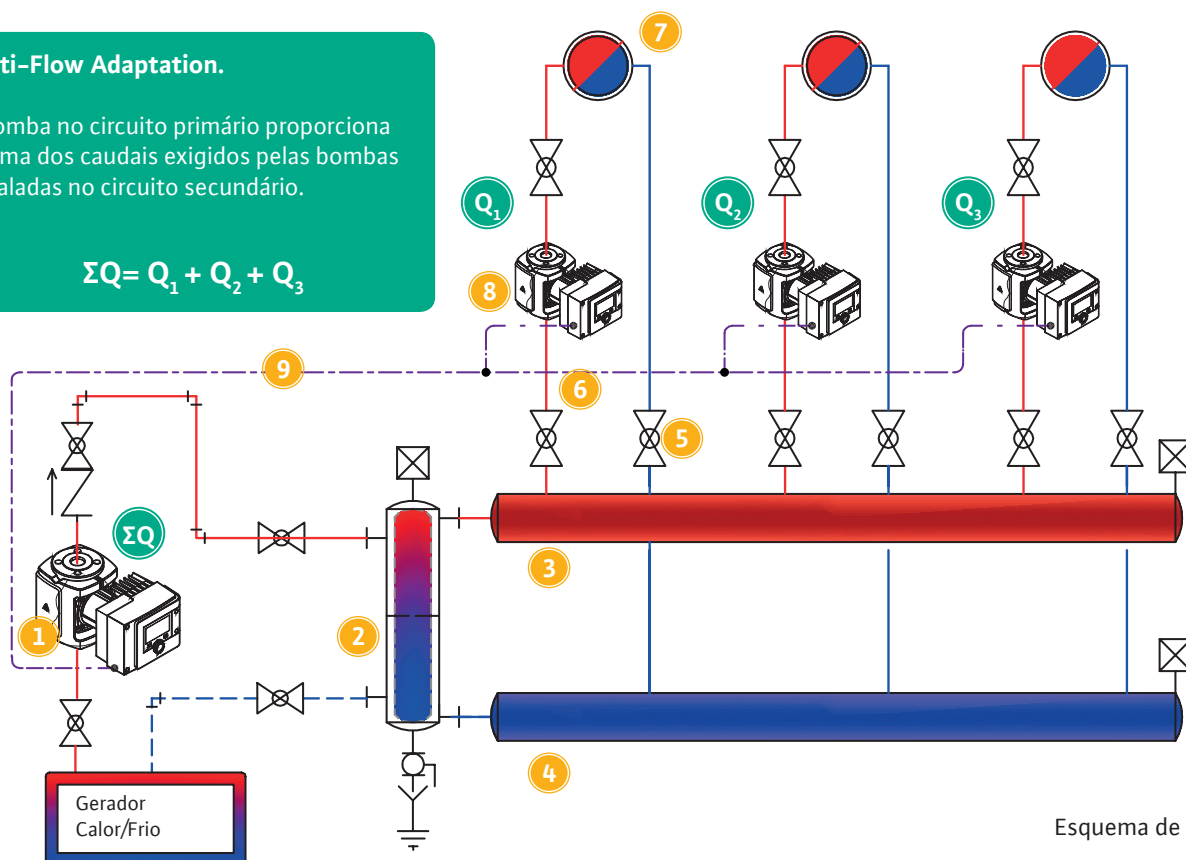 ti-Flow Adaptation.
omba no circuito primário proporciona
ma dos caudais exigidos pelas bombas
aladas no circuito secundário.
ΣQ= Q₁ + Q₂ + Q₃
7
Q₁
Q₂
Q₃
8
9
6
5
ΣQ
3
1
2
4
Gerador
Calor/Frio
Esquema de